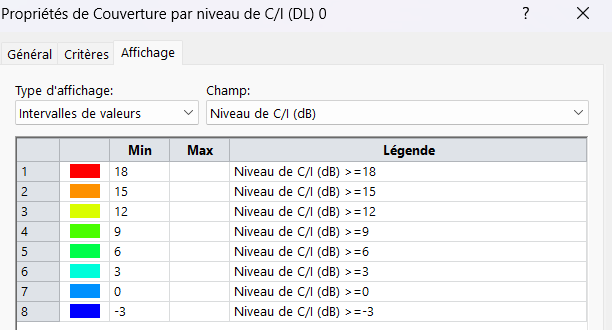 Propriétés de Couverture par niveau de C/I (DL) 0 ? ×
Général Critères Affichage
Type d'affichage: Champ:
Intervalles de valeurs Niveau de C/I (dB)
Min Max Légende
1 18 Niveau de C/I (dB) >=18
2 15 Niveau de C/I (dB) >=15
3 12 Niveau de C/I (dB) >=12
4 9 Niveau de C/I (dB) >=9
5 6 Niveau de C/I (dB) >=6
6 3 Niveau de C/I (dB) >=3
7 0 Niveau de C/I (dB) >=0
8 -3 Niveau de C/I (dB) >=-3